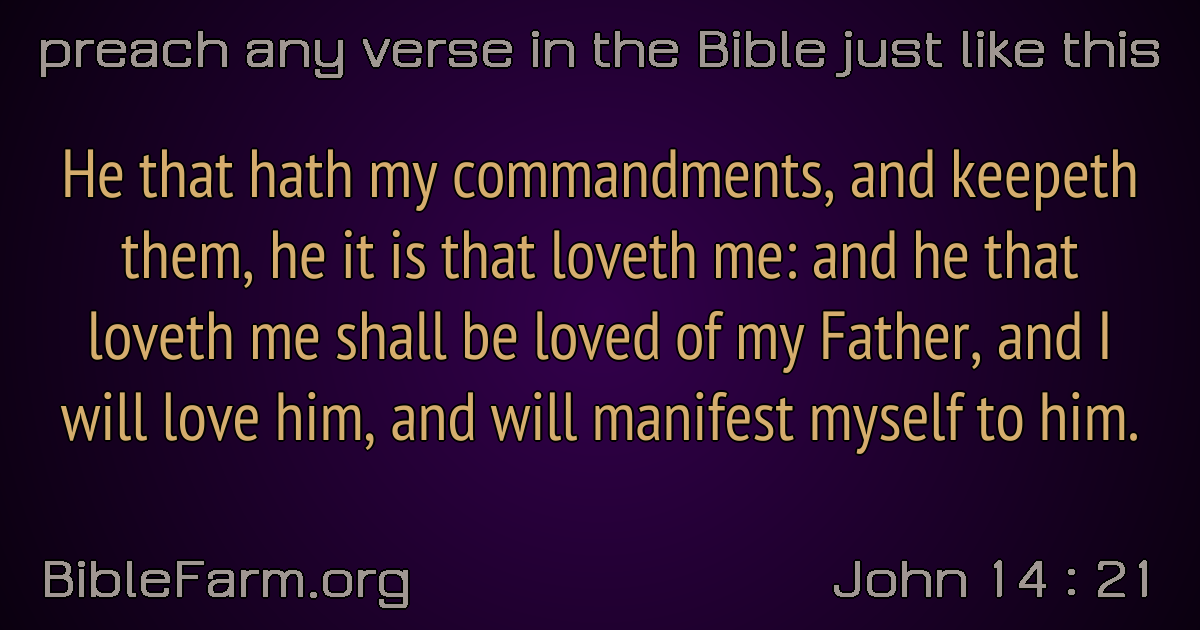 preach any verse in the Bible just like this
He that hath my commandments, and keepeth
them, he it is that loveth me: and he that
loveth me shall be loved of my Father, and I
will love him, and will manifest myself to him.
BibleFarm.org
John 14 : 21